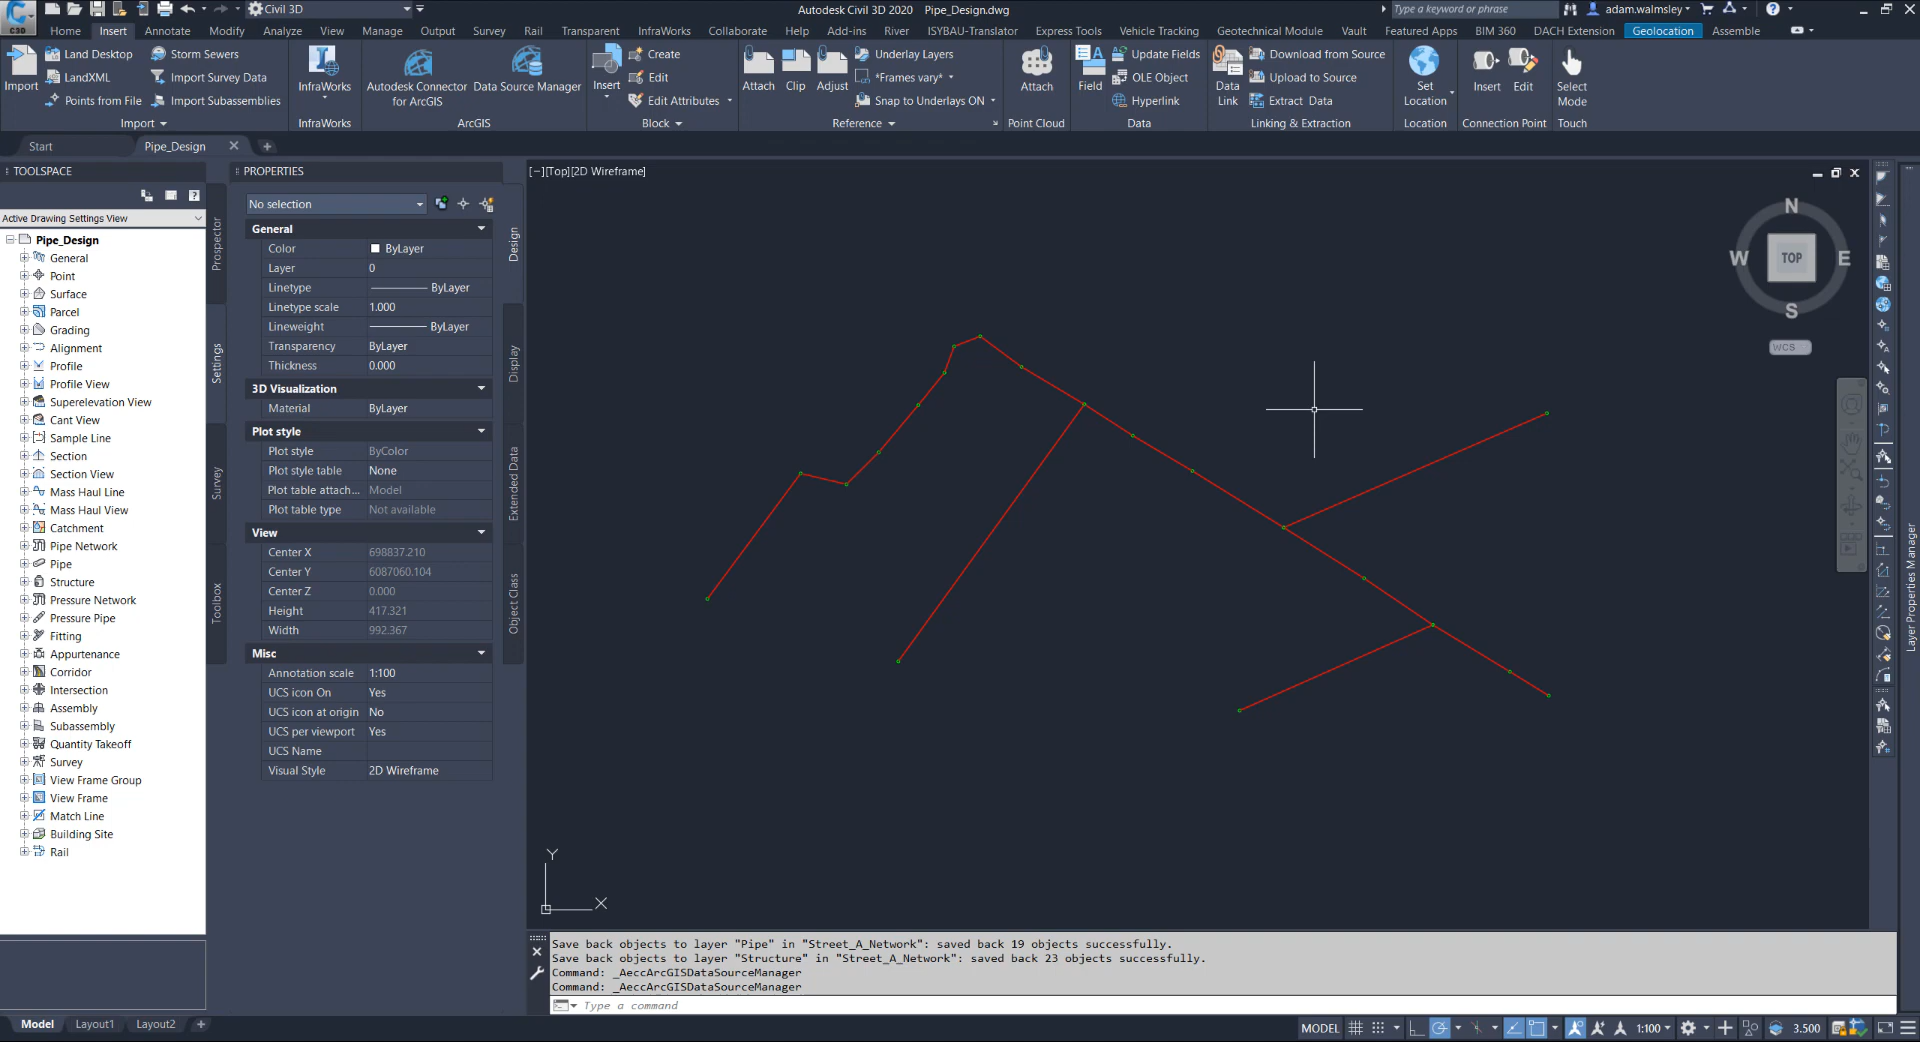 Civil 3D
Autodesk Civil 3D 2020 Pipe_Design.dwg
Type a keyword or phrase
adam.walmsley
C3D
Home Insert Annotate Modify Analyze View Manage Output Survey Rail Transparent InfraWorks Collaborate Help Add-ins River ISYBAU-Translator Express Tools Vehicle Tracking Geotechnical Module Vault Featured Apps BIM 360 DACH Extension Geolocation Assemble
Import
Land Desktop
LandXML
Points from File
Storm Sewers
Import Survey Data
Import Subassemblies
Import
InfraWorks
InfraWorks
Autodesk Connector
for ArcGIS
Data Source Manager
ArcGIS
Insert
Create
Edit
Edit Attributes
Block
Attach
Clip
Adjust
Underlay Layers
*Frames vary*
Snap to Underlays ON
Reference
Attach
Point Cloud
Field
Update Fields
OLE Object
Hyperlink
Data
Data
Link
Download from Source
Upload to Source
Extract Data
Linking & Extraction
Set
Location
Location
Insert
Edit
Connection Point
Select
Mode
Touch
Start
Pipe_Design
TOOLSPACE
Active Drawing Settings View
Pipe_Design
General
Point
Surface
Parcel
Grading
Alignment
Profile
Profile View
Superelevation View
Cant View
Sample Line
Section
Section View
Mass Haul Line
Mass Haul View
Catchment
Pipe Network
Pipe
Structure
Pressure Network
Pressure Pipe
Fitting
Appurtenance
Corridor
Intersection
Assembly
Subassembly
Quantity Takeoff
Survey
View Frame Group
View Frame
Match Line
Building Site
Rail
Prospector
Settings
Survey
Toolbox
PROPERTIES
No selection
General
Color ByLayer
Layer 0
Linetype ByLayer
Linetype scale 1.000
Lineweight ByLayer
Transparency ByLayer
Thickness 0.000
3D Visualization
Material ByLayer
Plot style
Plot style ByColor
Plot style table None
Plot table attach... Model
Plot table type Not available
View
Center X 698837.210
Center Y 6087060.104
Center Z 0.000
Height 417.321
Width 992.367
Misc
Annotation scale 1:100
UCS icon On Yes
UCS icon at origin No
UCS per viewport Yes
UCS Name
Visual Style 2D Wireframe
Design
Display
Extended Data
Object Class
[−][Top][2D Wireframe]
N
W TOP E
S
WCS
Y
X
Layer Properties Manager
Save back objects to layer "Pipe" in "Street_A_Network": saved back 19 objects successfully.
Save back objects to layer "Structure" in "Street_A_Network": saved back 23 objects successfully.
Command: _AeccArcGISDataSourceManager
Command: _AeccArcGISDataSourceManager
Type a command
Model Layout1 Layout2
MODEL
1:100
3.500